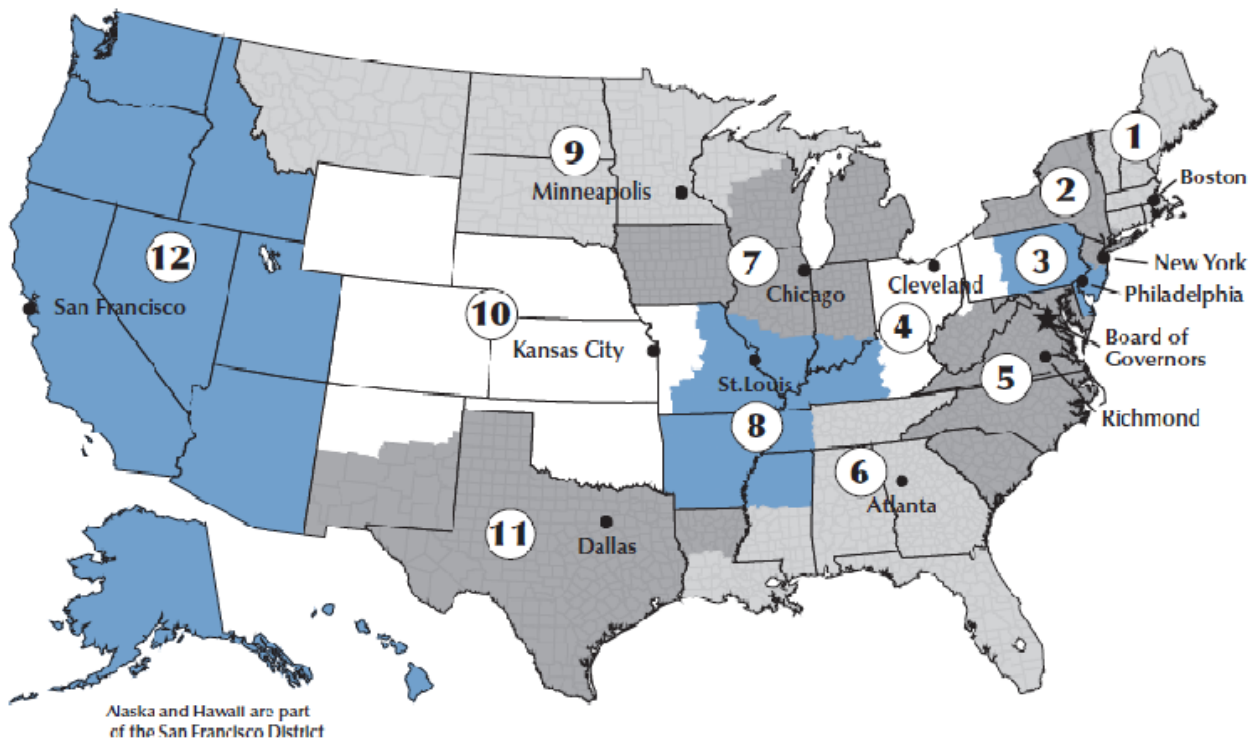 1
Boston
2
9
Minneapolis
12
7
3
New York
San Francisco
Chicago
Cleveland
Philadelphia
10
4
Kansas City
Board of
Governors
St.Louis
5
Richmond
8
6
Atlanta
11
Dallas
Alaska and Hawaii are part
of the San Francisco District